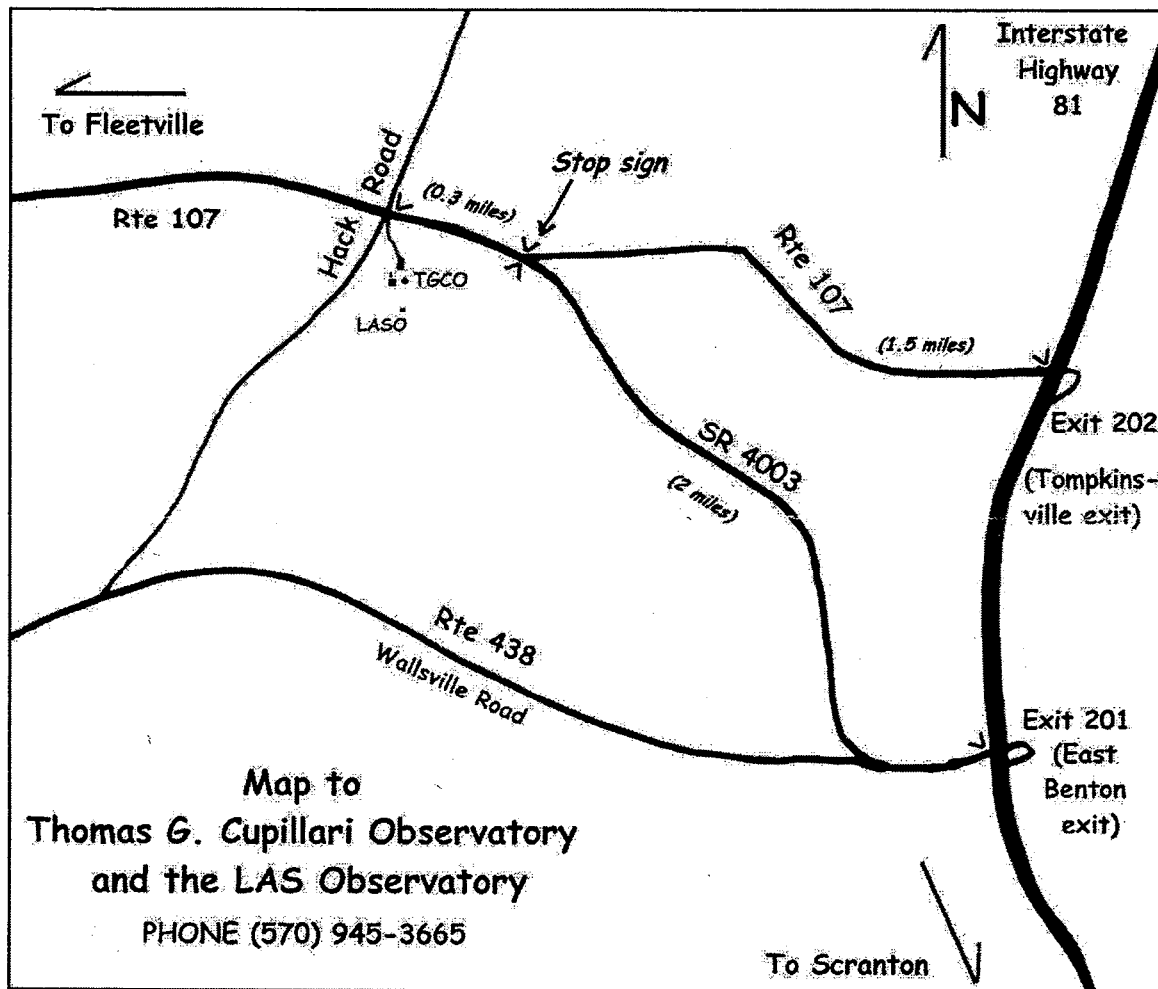 Interstate
Highway
81
N
To Fleetville
Stop sign
Hack Road
(0.3 miles)
Rte 107
Rte 107
TGCO
LASO
(1.5 miles)
Exit 202
(Tompkins-
ville exit)
SR 4003
(2 miles)
Rte 438
Wallsville Road
Exit 201
(East
Benton
exit)
Map to
Thomas G. Cupillari Observatory
and the LAS Observatory
PHONE (570) 945-3665
To Scranton